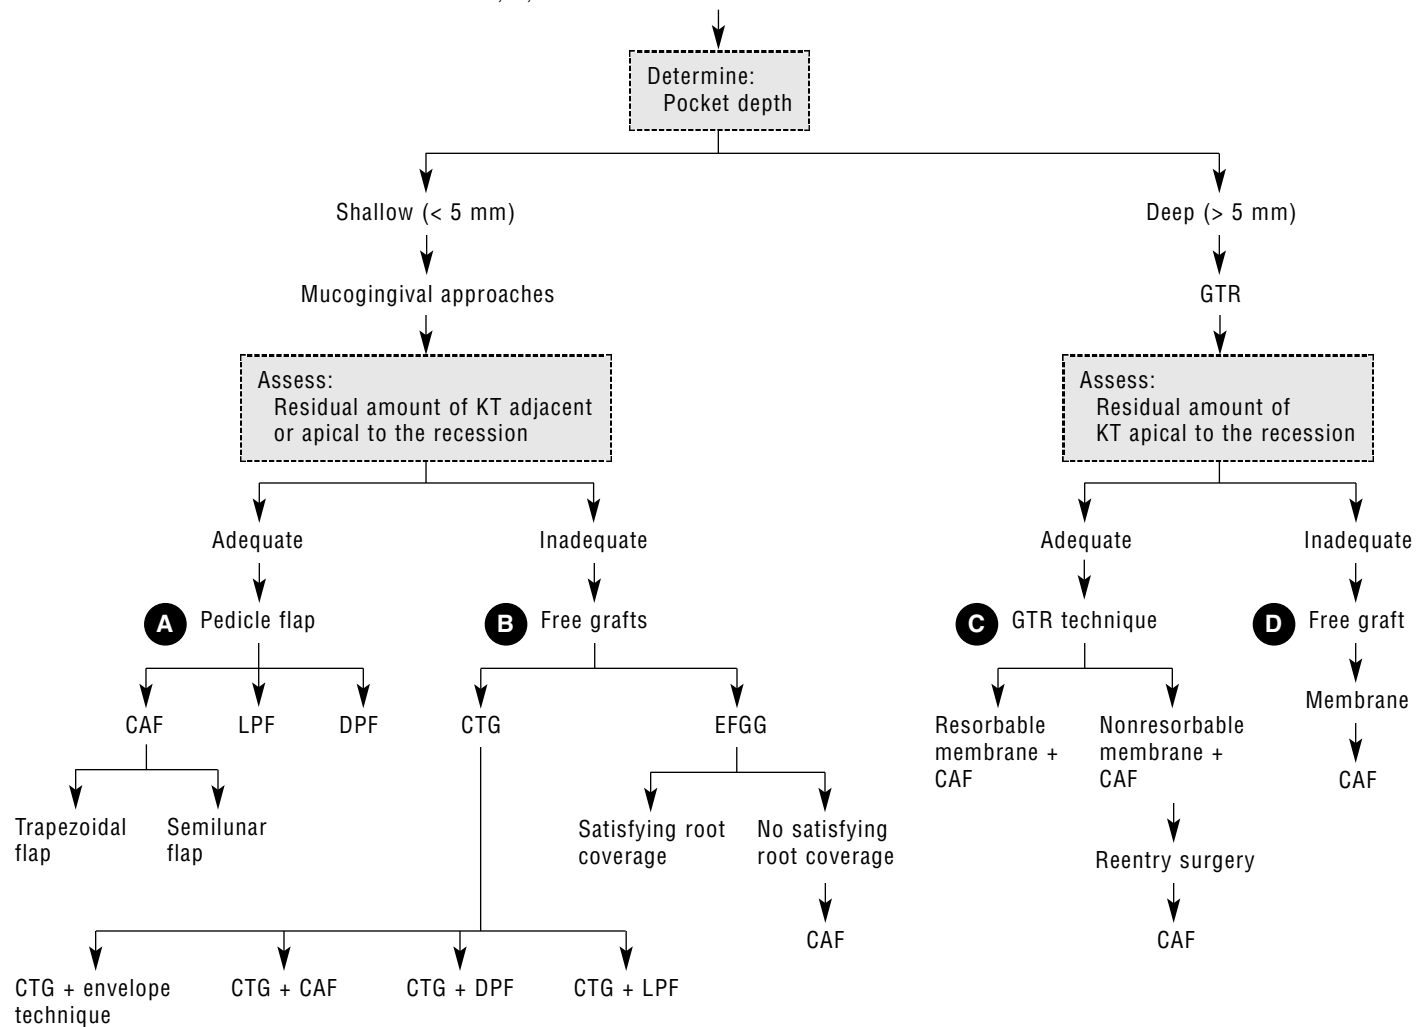 Determine:
Pocket depth
Shallow (< 5 mm)
Deep (> 5 mm)
Mucogingival approaches
GTR
Assess:
Residual amount of KT adjacent
or apical to the recession
Assess:
Residual amount of
KT apical to the recession
Adequate
Inadequate
Adequate
Inadequate
A Pedicle flap
B Free grafts
C GTR technique
D Free graft
CAF
LPF
DPF
CTG
EFGG
Resorbable
membrane +
CAF
Nonresorbable
membrane +
CAF
Membrane
CAF
Trapezoidal
flap
Semilunar
flap
Satisfying root
coverage
No satisfying
root coverage
Reentry surgery
CAF
CAF
CTG + envelope
technique
CTG + CAF
CTG + DPF
CTG + LPF